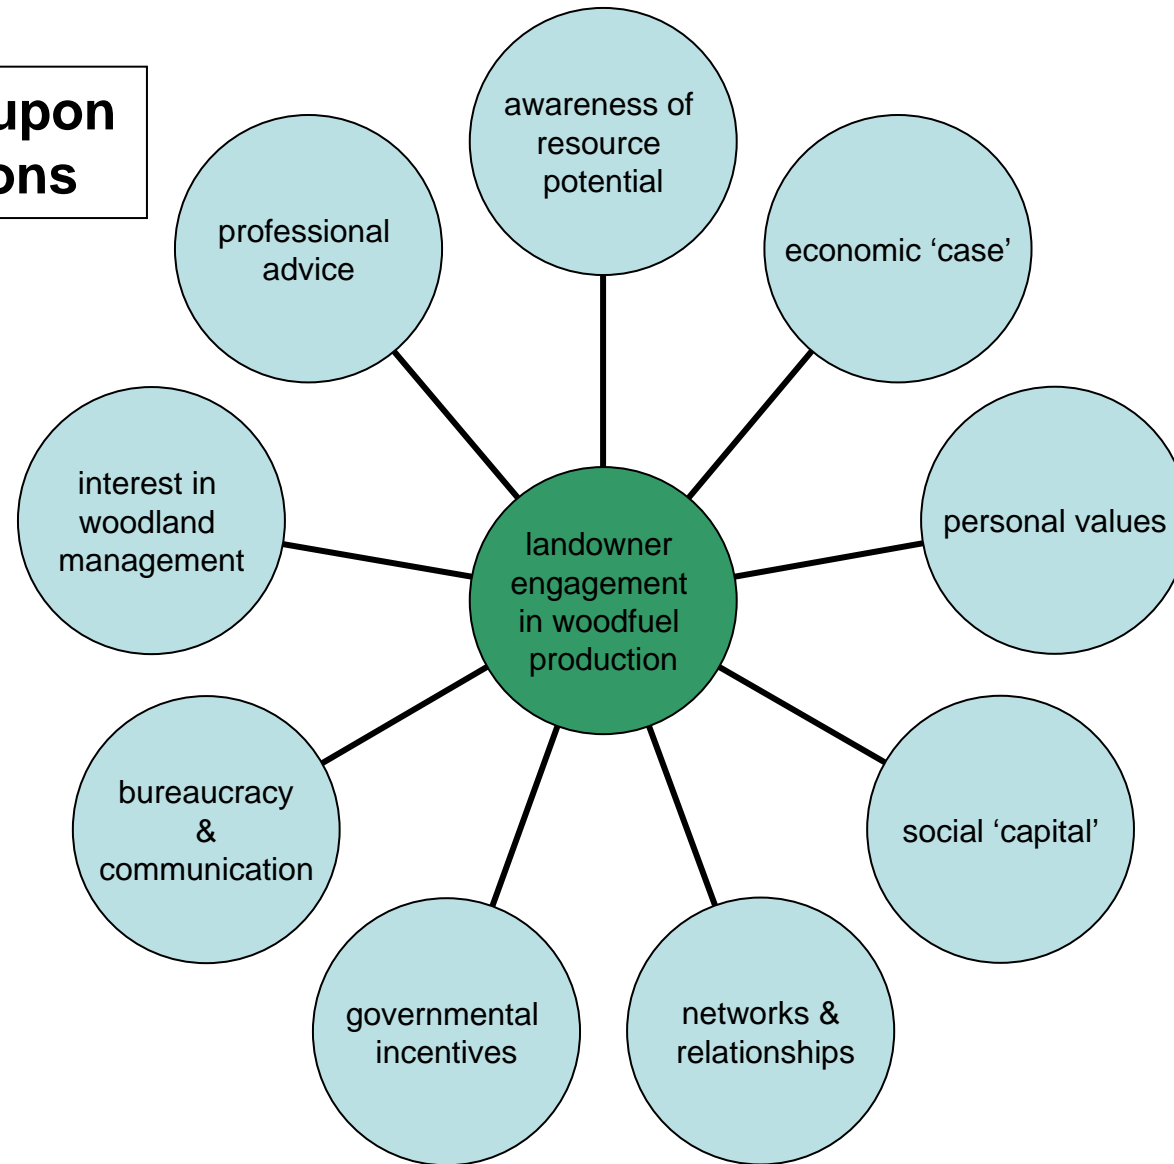 upon
ons
awareness of
resource
potential
professional
advice
economic ‘case’
interest in
woodland
management
personal values
landowner
engagement
in woodfuel
production
bureaucracy
&
communication
social ‘capital’
governmental
incentives
networks &
relationships